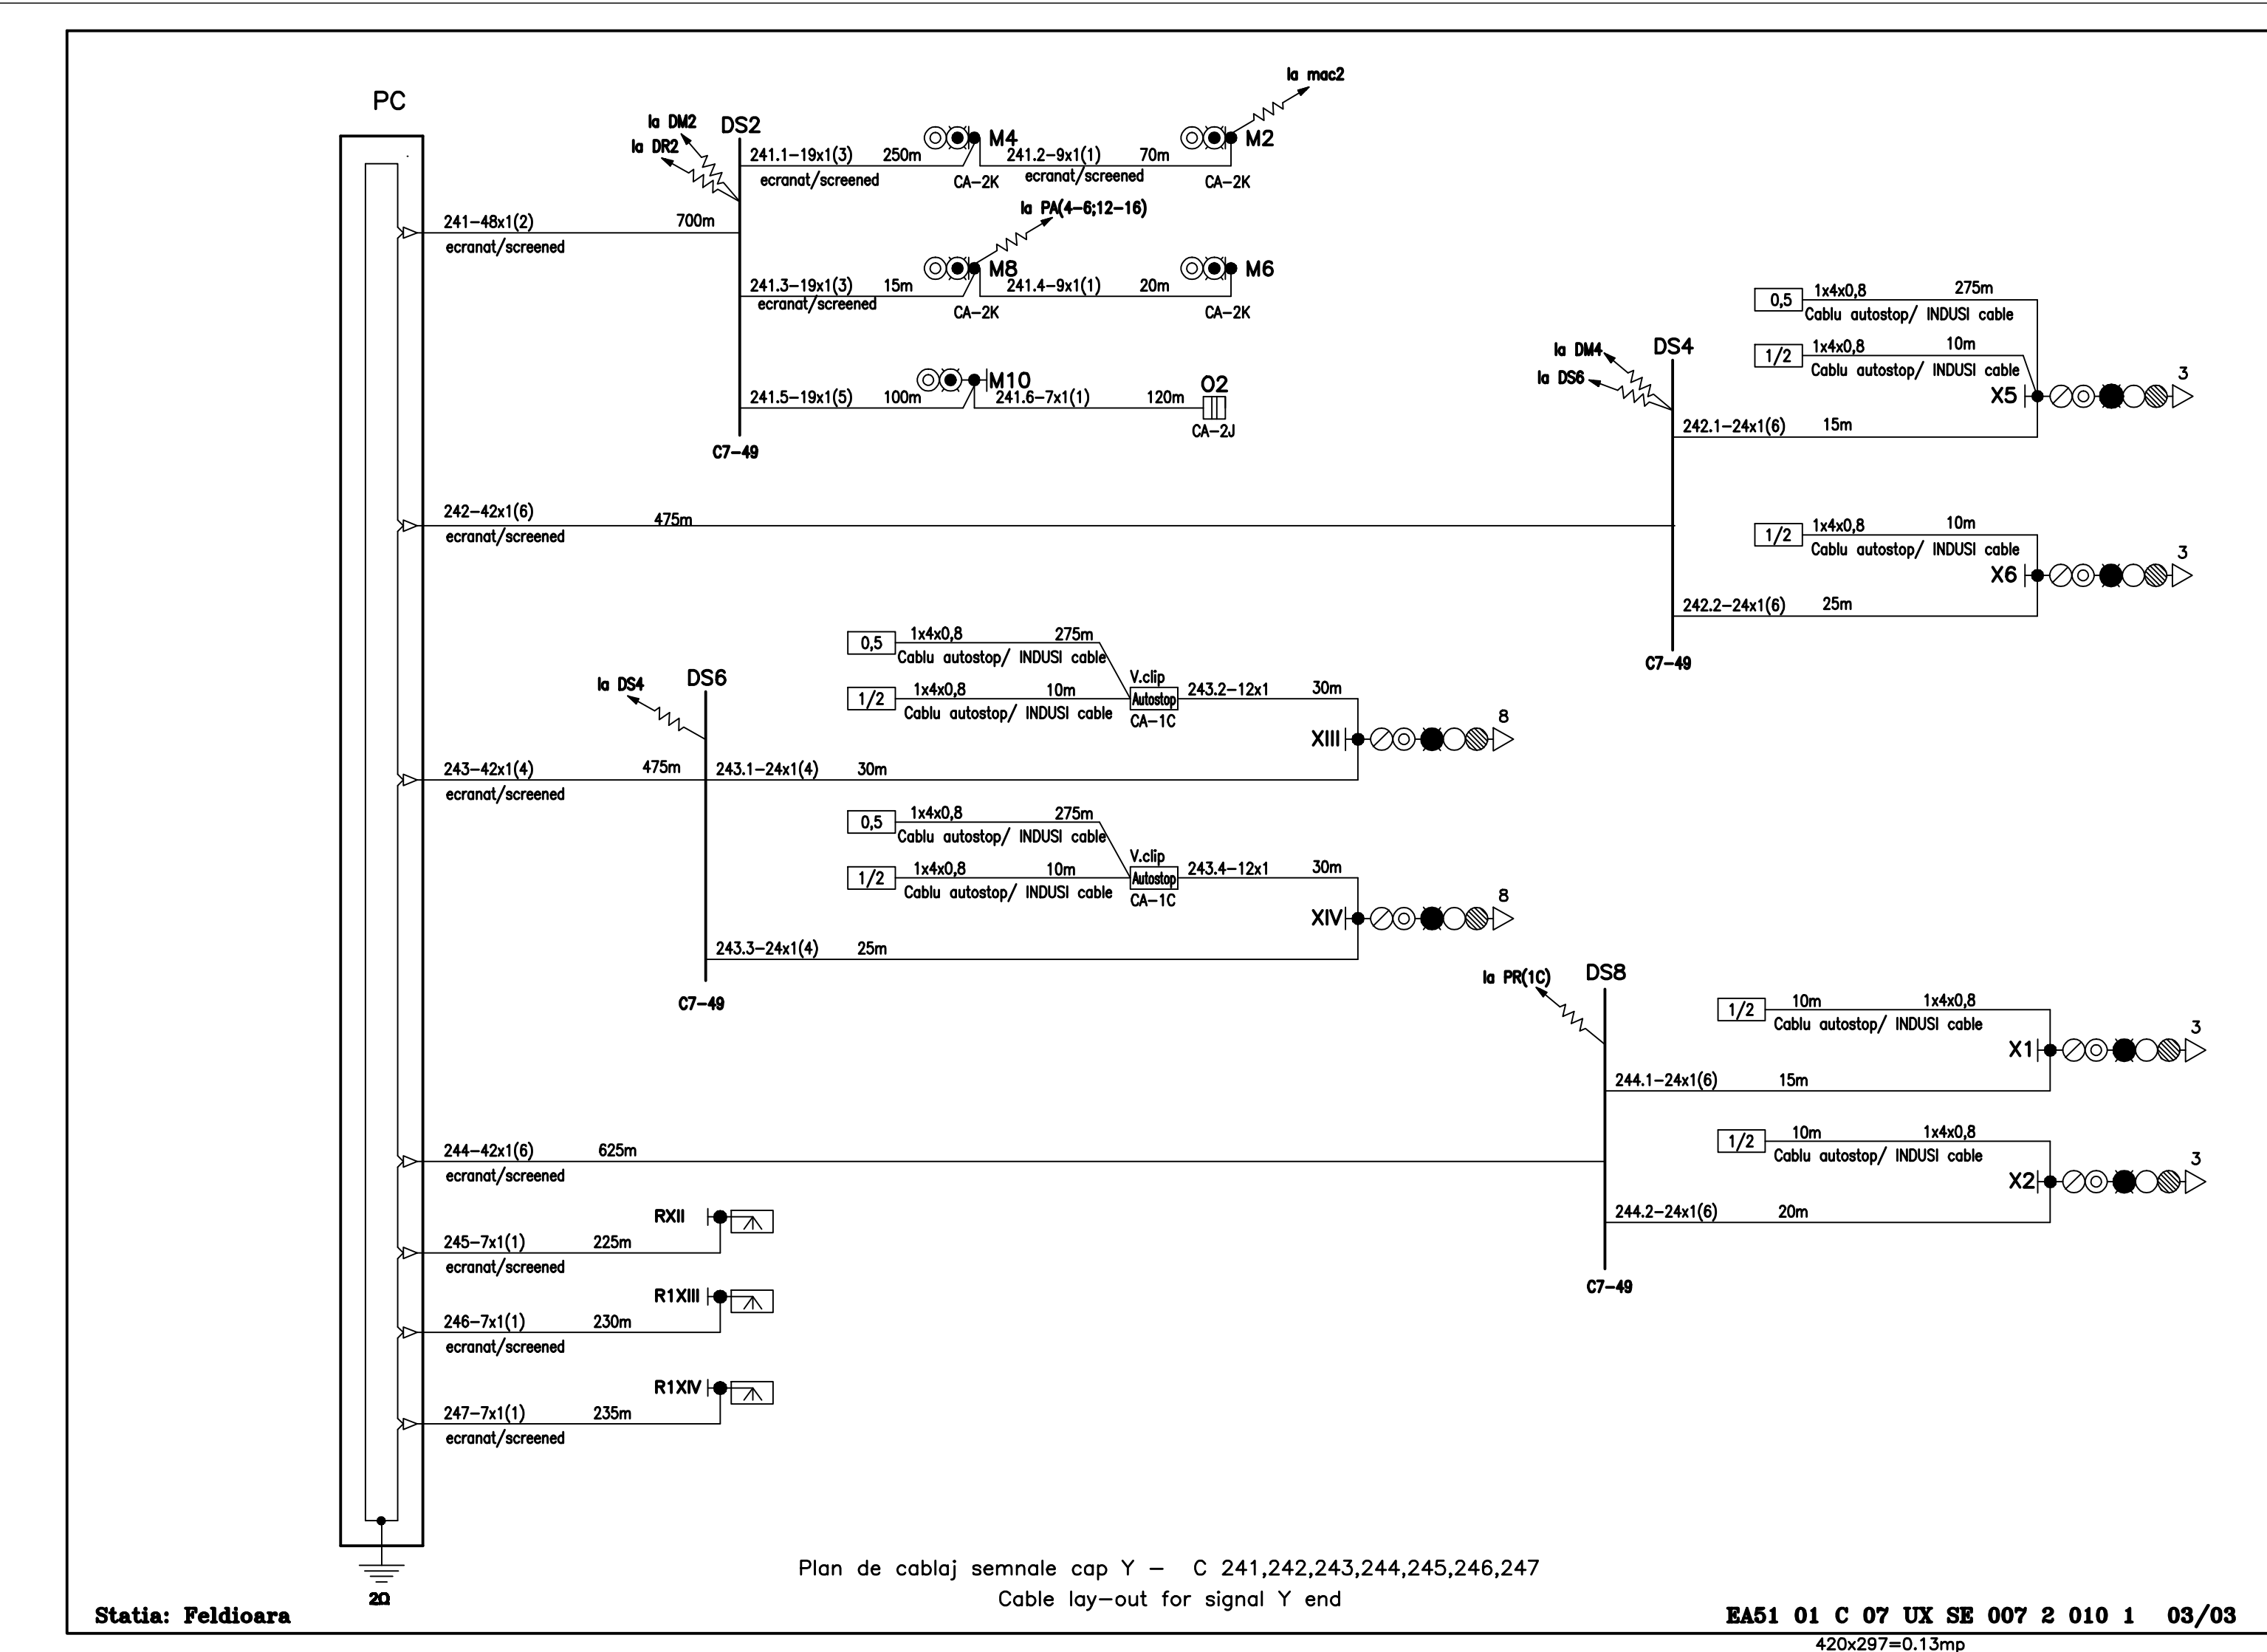 PC
la mac2
la DM2
DS2
la DR2
M4
M2
241.1-19x1(3) 250m
241.2-9x1(1) 70m
ecranat/screened
ecranat/screened
CA-2K
CA-2K
la PA(4-6;12-16)
241-48x1(2) 700m
ecranat/screened
M8
M6
241.3-19x1(3) 15m
241.4-9x1(1) 20m
ecranat/screened
CA-2K
CA-2K
M10
O2
241.5-19x1(5) 100m
241.6-7x1(1) 120m
CA-2J
C7-49
0,5
1x4x0,8 275m
Cablu autostop/ INDUSI cable
la DM4
DS4
1/2
1x4x0,8 10m
Cablu autostop/ INDUSI cable
la DS6
3
X5
242.1-24x1(6) 15m
242-42x1(6) 475m
ecranat/screened
1/2
1x4x0,8 10m
Cablu autostop/ INDUSI cable
3
X6
242.2-24x1(6) 25m
C7-49
0,5
1x4x0,8 275m
Cablu autostop/ INDUSI cable
la DS4
DS6
V.clip
1/2
1x4x0,8 10m
Autostop
243.2-12x1 30m
Cablu autostop/ INDUSI cable
CA-1C
8
XIII
243-42x1(4) 475m
243.1-24x1(4) 30m
ecranat/screened
0,5
1x4x0,8 275m
Cablu autostop/ INDUSI cable
V.clip
1/2
1x4x0,8 10m
Autostop
243.4-12x1 30m
Cablu autostop/ INDUSI cable
CA-1C
8
XIV
243.3-24x1(4) 25m
C7-49
la PR(1C)
DS8
1/2
10m 1x4x0,8
Cablu autostop/ INDUSI cable
3
X1
244.1-24x1(6) 15m
1/2
10m 1x4x0,8
Cablu autostop/ INDUSI cable
244-42x1(6) 625m
ecranat/screened
3
X2
244.2-24x1(6) 20m
C7-49
RXII
245-7x1(1) 225m
ecranat/screened
R1XIII
246-7x1(1) 230m
ecranat/screened
R1XIV
247-7x1(1) 235m
ecranat/screened
2Ω
Plan de cablaj semnale cap Y - C 241,242,243,244,245,246,247
Cable lay-out for signal Y end
Statia: Feldioara
EA51 01 C 07 UX SE 007 2 010 1 03/03
420x297=0.13mp